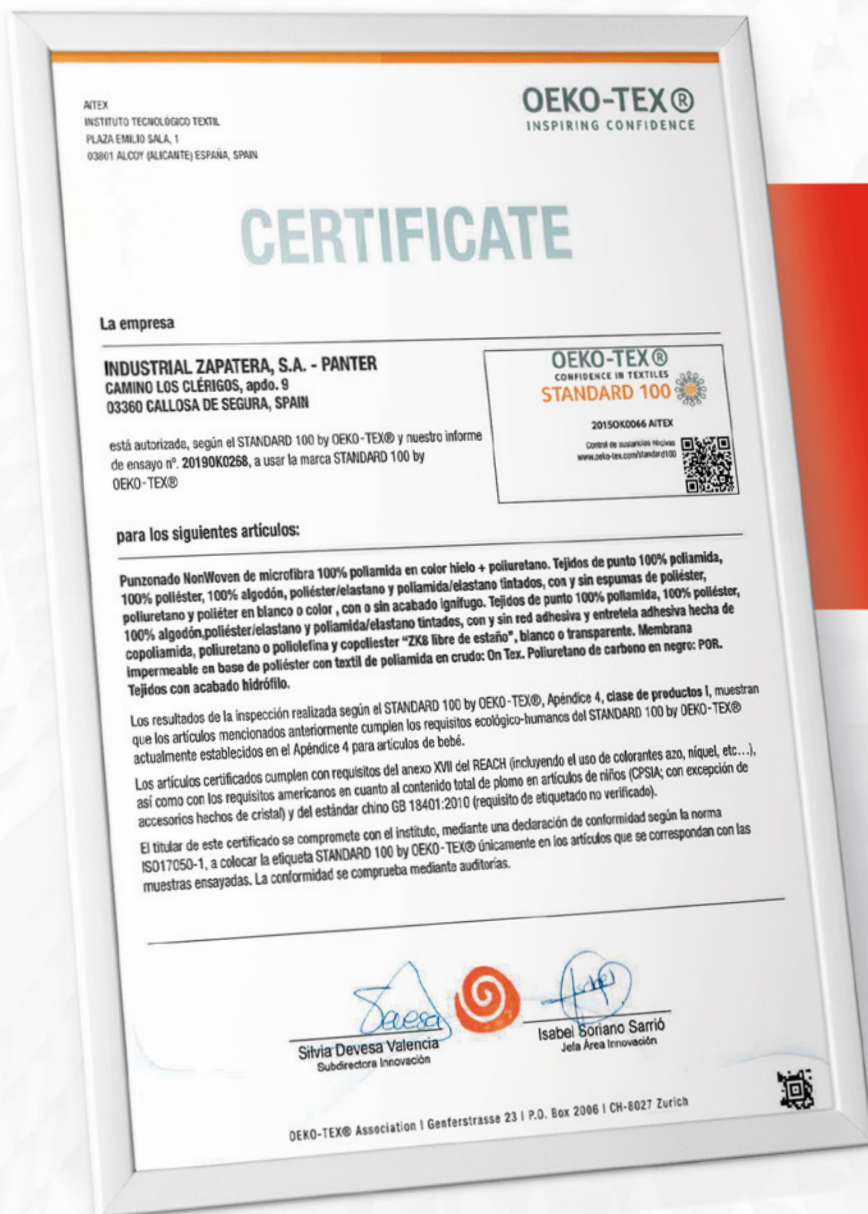 AITEX
INSTITUTO TECNOLÓGICO TEXTIL
PLAZA EMILIO SALA, 1
03801 ALCOY (ALICANTE) ESPAÑA, SPAIN
OEKO-TEX®
INSPIRING CONFIDENCE
CERTIFICATE
La empresa
INDUSTRIAL ZAPATERA, S.A. - PANTER
CAMINO LOS CLÉRIGOS, apdo. 9
03360 CALLOSA DE SEGURA, SPAIN
está autorizada, según el STANDARD 100 by OEKO-TEX® y nuestro informe
de ensayo nº. 2019OK0268, a usar la marca STANDARD 100 by
OEKO-TEX®
OEKO-TEX®
CONFIDENCE IN TEXTILES
STANDARD 100
2015OK0066 AITEX
Control de sustancias nocivas
www.oeko-tex.com/standard100
para los siguientes artículos:
Punzonado NonWoven de microfibra 100% poliamida en color hielo + poliuretano. Tejidos de punto 100% poliamida,
100% poliéster, 100% algodón, poliéster/elastano y poliamida/elastano tintados, con y sin espumas de poliéster,
poliuretano y poliéter en blanco o color , con o sin acabado ignífugo. Tejidos de punto 100% poliamida, 100% poliéster,
100% algodón,poliéster/elastano y poliamida/elastano tintados, con y sin red adhesiva y entretela adhesiva hecha de
copoliamida, poliuretano o poliolefina y copoliester “ZK8 libre de estaño”, blanco o transparente. Membrana
impermeable en base de poliéster con textil de poliamida en crudo: On Tex. Poliuretano de carbono en negro: POR.
Tejidos con acabado hidrófilo.
Los resultados de la inspección realizada según el STANDARD 100 by OEKO-TEX®, Apéndice 4, clase de productos I, muestran
que los artículos mencionados anteriormente cumplen los requisitos ecológico-humanos del STANDARD 100 by OEKO-TEX®
actualmente establecidos en el Apéndice 4 para artículos de bebé.
Los artículos certificados cumplen con requisitos del anexo XVII del REACH (incluyendo el uso de colorantes azo, níquel, etc…),
así como con los requisitos americanos en cuanto al contenido total de plomo en artículos de niños (CPSIA; con excepción de
accesorios hechos de cristal) y del estándar chino GB 18401:2010 (requisito de etiquetado no verificado).
El titular de este certificado se compromete con el instituto, mediante una declaración de conformidad según la norma
ISO17050-1, a colocar la etiqueta STANDARD 100 by OEKO-TEX® únicamente en los artículos que se correspondan con las
muestras ensayadas. La conformidad se comprueba mediante auditorías.
Devesa
Isabel
Silvia Devesa Valencia
Subdirectora Innovación
Isabel Soriano Sarrió
Jefa Área Innovación
OEKO-TEX® Association | Genferstrasse 23 | P.O. Box 2006 | CH-8027 Zurich